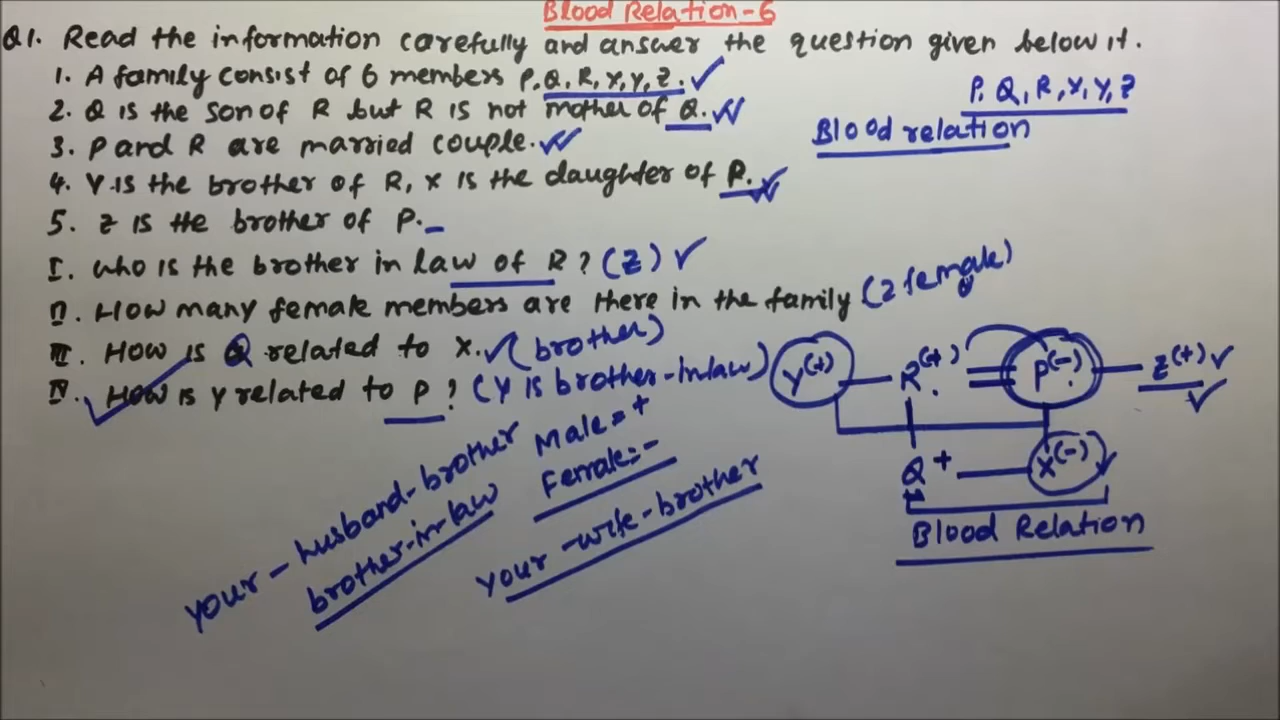 Blood Relation-6
Q1. Read the information carefully and answer the question given below it.
1. A family consist of 6 members P, Q, R, X, Y, Z.
P, Q, R, X, Y, Z
2. Q is the son of R but R is not mother of Q.
Blood relation
3. P and R are married couple.
4. Y is the brother of R, X is the daughter of P.
5. Z is the brother of P.
I. Who is the brother in law of R? (Z)
II. How many female members are there in the family (2 female)
III. How is Q related to X. (brother)
IV. How is Y related to P? (Y is brother-in-law)
Y(+) R(+) P(-) Z(+)
Q + X(-)
Blood Relation
Male = +
Female = -
Your - husband - brother
brother-in-law
Your - wife - brother